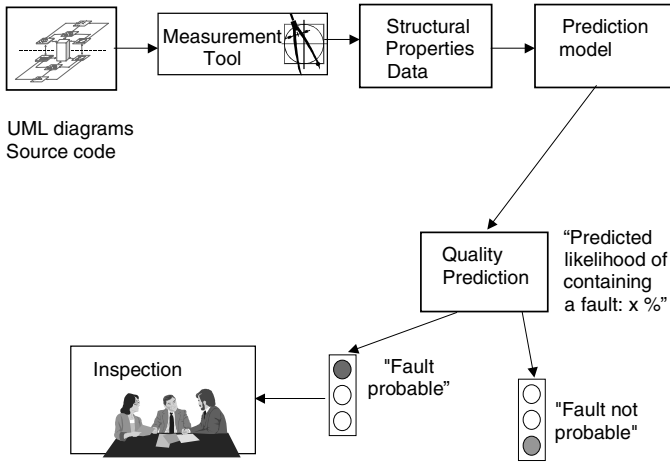 Measurement
Tool
Structural
Properties
Data
Prediction
model
UML diagrams
Source code
Quality
Prediction
“Predicted
likelihood of
containing
a fault: x %”
Inspection
"Fault
probable”
"Fault not
probable"